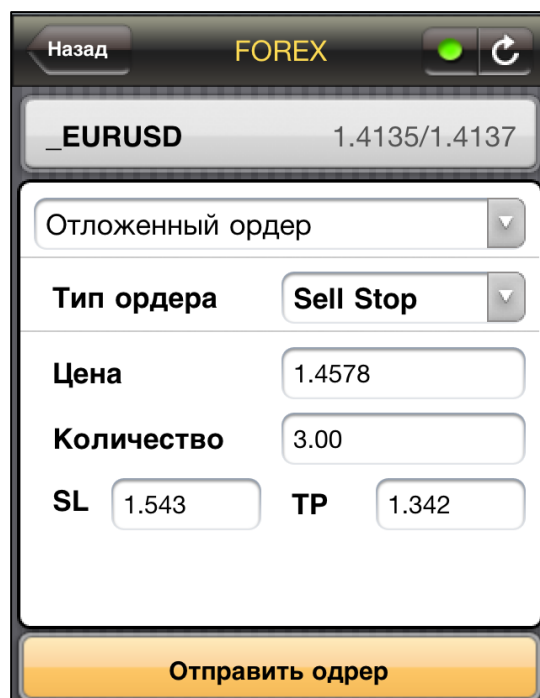 Назад FOREX
_EURUSD 1.4135/1.4137
Отложенный ордер
Тип ордера Sell Stop
Цена 1.4578
Количество 3.00
SL 1.543 TP 1.342
Отправить одрер